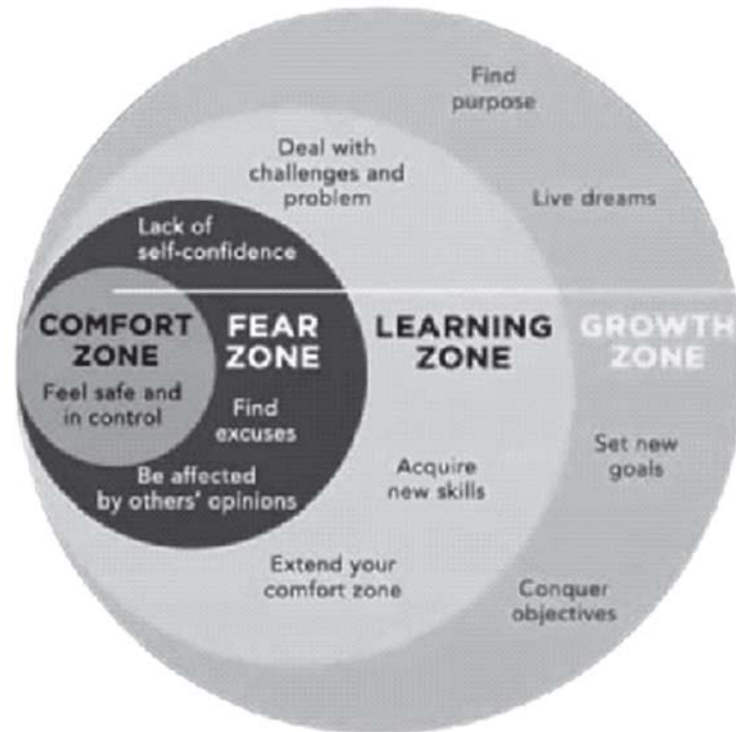 Find
purpose
Deal with
challenges and
problem
Live dreams
Lack of
self-confidence
COMFORT
ZONE
Feel safe and
in control
FEAR
ZONE
Find
excuses
Be affected
by others' opinions
LEARNING
ZONE
Acquire
new skills
Extend your
comfort zone
GROWTH
ZONE
Set new
goals
Conquer
objectives